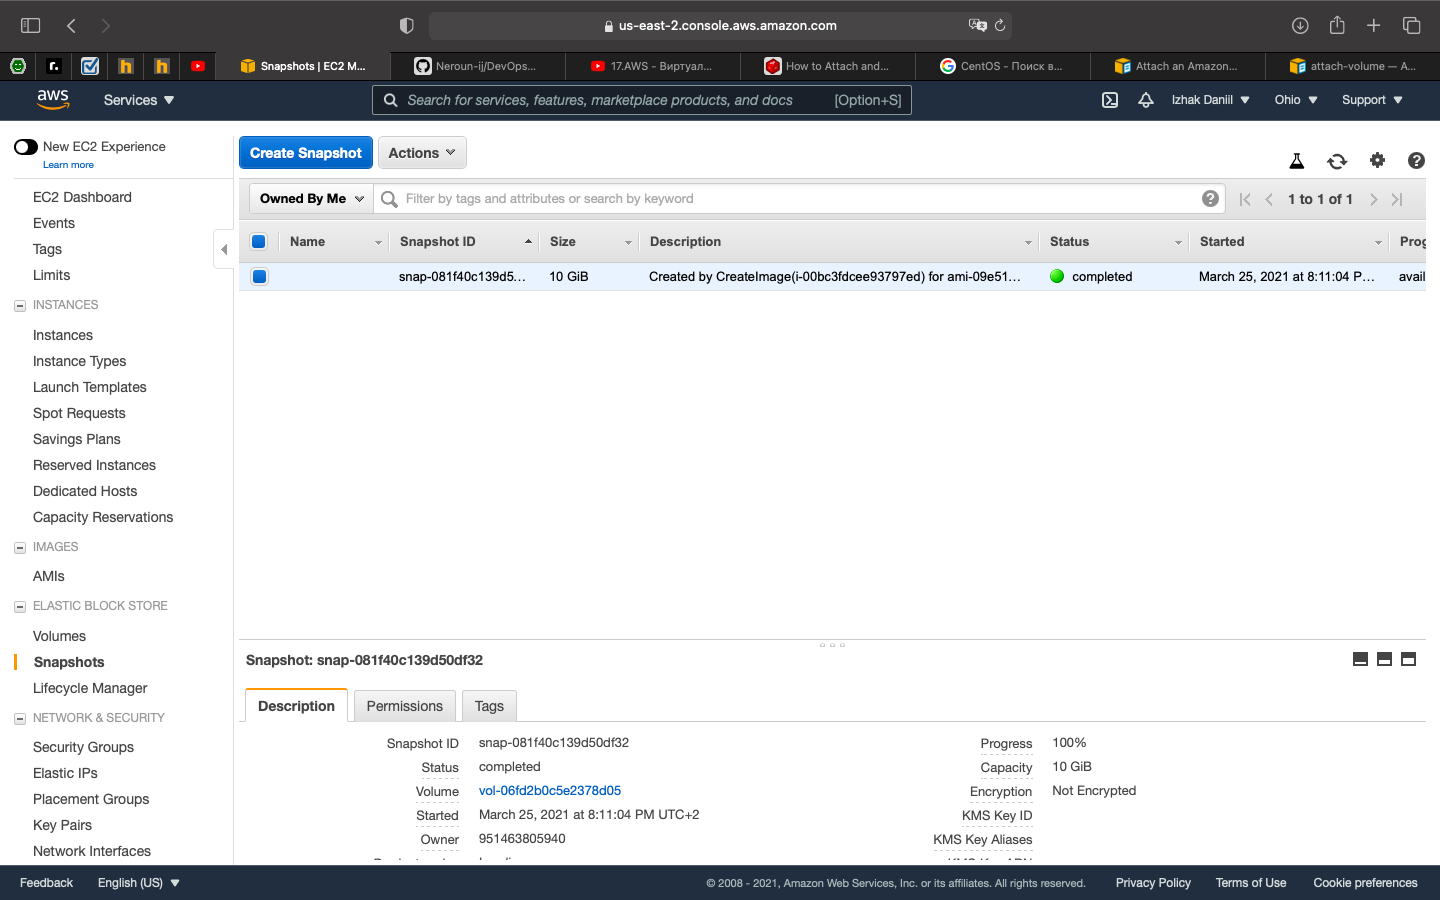 us-east-2.console.aws.amazon.com
Snapshots | EC2 M...
Neroun-ij/DevOps...
17.AWS - Виртуал...
How to Attach and...
CentOS - Поиск в...
Attach an Amazon...
attach-volume — A...
aws
Services
Search for services, features, marketplace products, and docs [Option+S]
Izhak Daniil
Ohio
Support
New EC2 Experience
Learn more
EC2 Dashboard
Events
Tags
Limits
INSTANCES
Instances
Instance Types
Launch Templates
Spot Requests
Savings Plans
Reserved Instances
Dedicated Hosts
Capacity Reservations
IMAGES
AMIs
ELASTIC BLOCK STORE
Volumes
Snapshots
Lifecycle Manager
NETWORK & SECURITY
Security Groups
Elastic IPs
Placement Groups
Key Pairs
Network Interfaces
Create Snapshot
Actions
Owned By Me
Filter by tags and attributes or search by keyword
1 to 1 of 1
Name Snapshot ID Size Description Status Started Prog
snap-081f40c139d5... 10 GiB Created by CreateImage(i-00bc3fdcee93797ed) for ami-09e51... completed March 25, 2021 at 8:11:04 P... avail
Snapshot: snap-081f40c139d50df32
Description
Permissions
Tags
Snapshot ID snap-081f40c139d50df32
Status completed
Volume vol-06fd2b0c5e2378d05
Started March 25, 2021 at 8:11:04 PM UTC+2
Owner 951463805940
Progress 100%
Capacity 10 GiB
Encryption Not Encrypted
KMS Key ID
KMS Key Aliases
Feedback
English (US)
© 2008 - 2021, Amazon Web Services, Inc. or its affiliates. All rights reserved.
Privacy Policy
Terms of Use
Cookie preferences